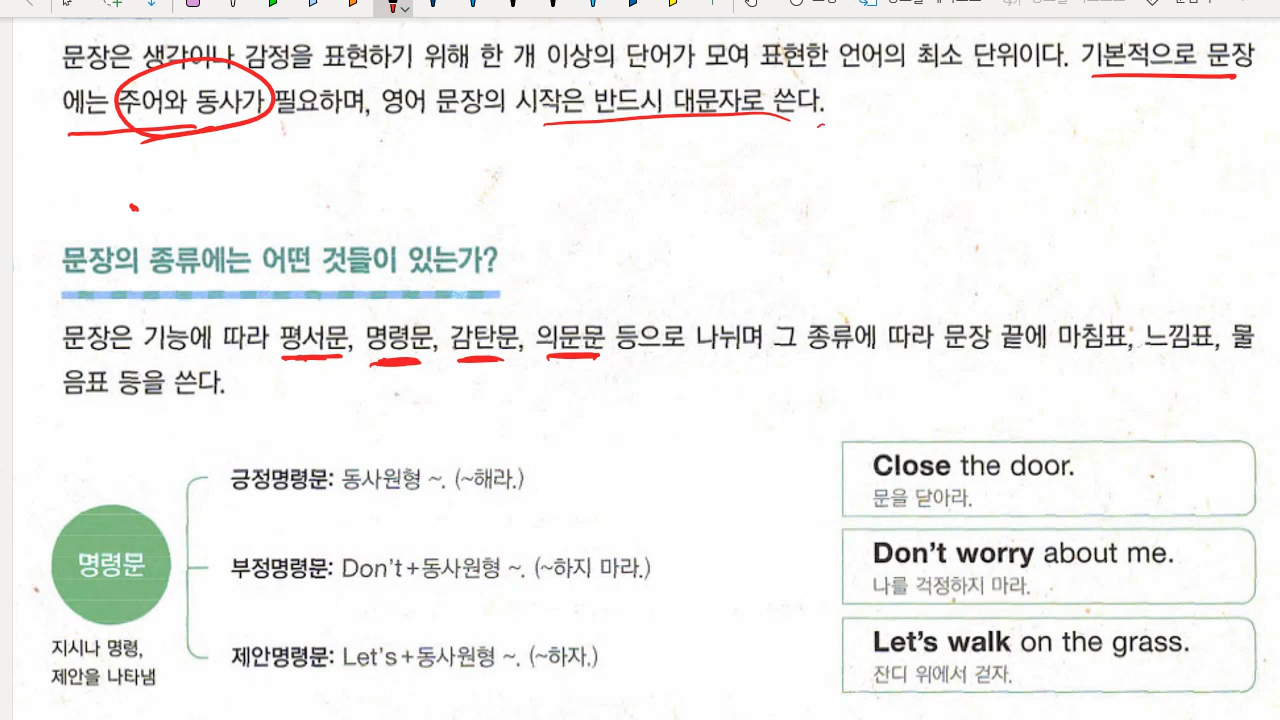 문장은 생각이나 감정을 표현하기 위해 한 개 이상의 단어가 모여 표현한 언어의 최소 단위이다. 기본적으로 문장
에는 주어와 동사가 필요하며, 영어 문장의 시작은 반드시 대문자로 쓴다.
문장의 종류에는 어떤 것들이 있는가?
문장은 기능에 따라 평서문, 명령문, 감탄문, 의문문 등으로 나뉘며 그 종류에 따라 문장 끝에 마침표, 느낌표, 물
음표 등을 쓴다.
명령문
지시나 명령,
제안을 나타냄
긍정명령문: 동사원형 ~. (~해라.)
부정명령문: Don't+동사원형 ~. (~하지 마라.)
제안명령문: Let's+동사원형 ~. (~하자.)
Close the door.
문을 닫아라.
Don't worry about me.
나를 걱정하지 마라.
Let's walk on the grass.
잔디 위에서 걷자.